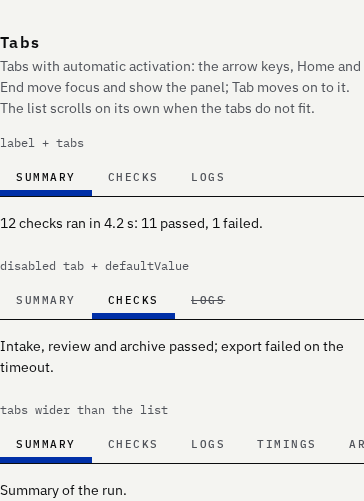 Tabs
Tabs with automatic activation: the arrow keys, Home and
End move focus and show the panel; Tab moves on to it.
The list scrolls on its own when the tabs do not fit.
label + tabs
SUMMARY CHECKS LOGS
12 checks ran in 4.2 s: 11 passed, 1 failed.
disabled tab + defaultValue
SUMMARY CHECKS LOGS
Intake, review and archive passed; export failed on the
timeout.
tabs wider than the list
SUMMARY CHECKS LOGS TIMINGS
Summary of the run.